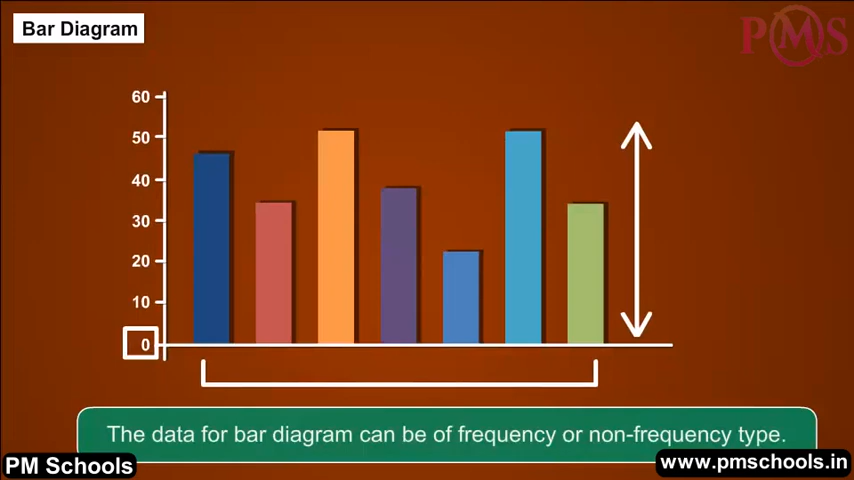 Bar Diagram
PMS
60
50
40
30
20
10
0
The data for bar diagram can be of frequency or non-frequency type.
PM Schools
www.pmschools.in